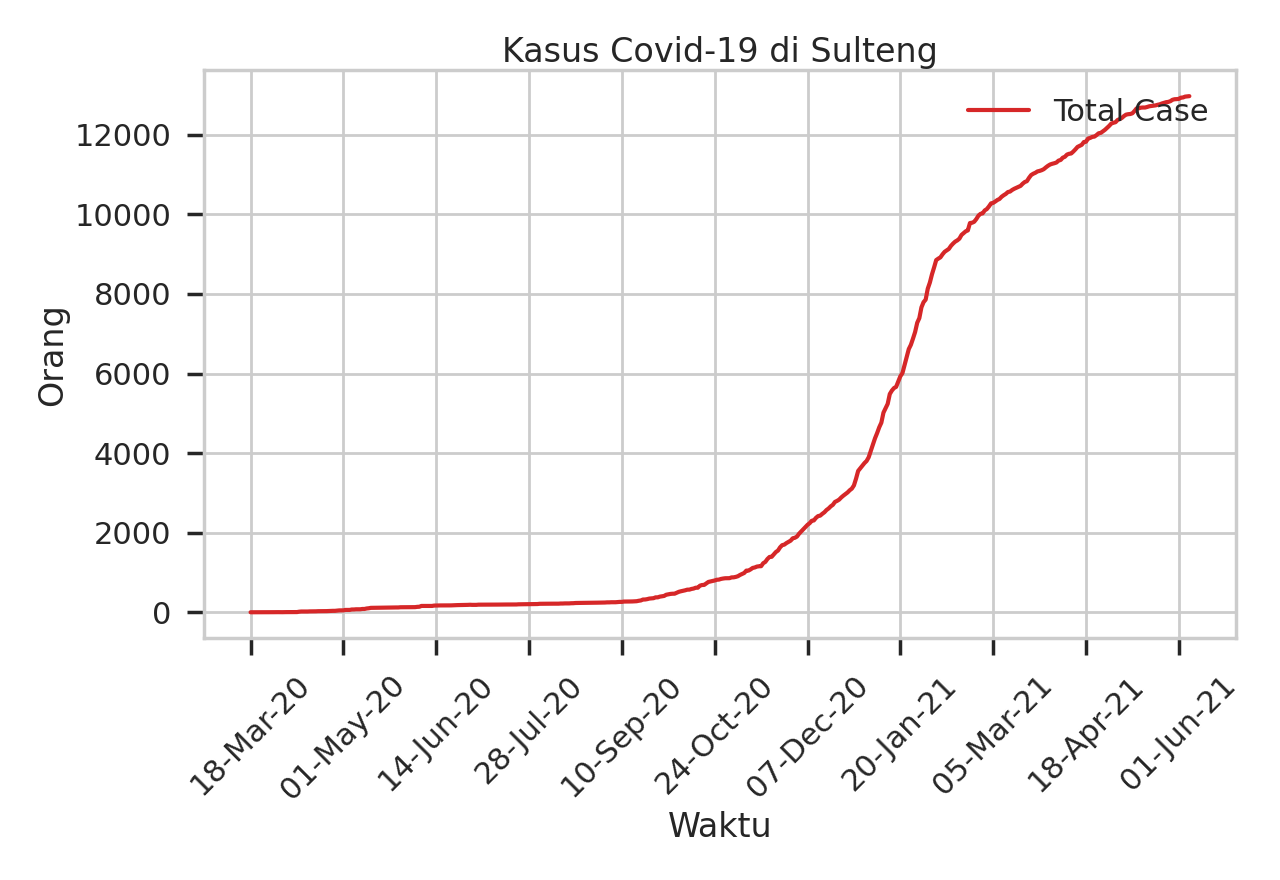 Kasus Covid-19 di Sulteng
Total Case
12000
10000
8000
6000
4000
2000
0
Orang
18-Mar-20
01-May-20
14-Jun-20
28-Jul-20
10-Sep-20
24-Oct-20
07-Dec-20
20-Jan-21
05-Mar-21
18-Apr-21
01-Jun-21
Waktu